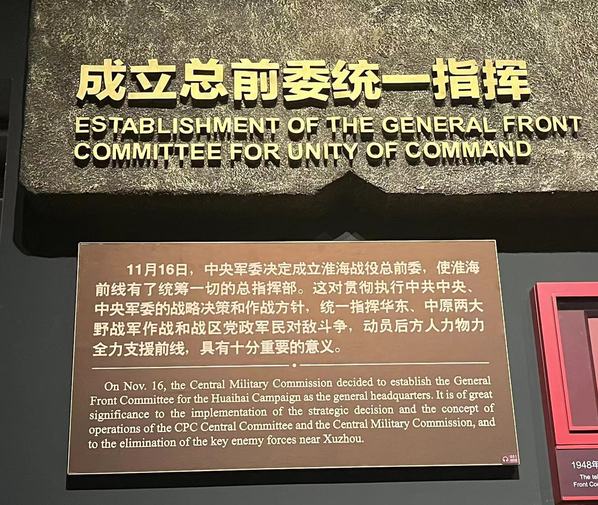 成立总前委统一指挥
ESTABLISHMENT OF THE GENERAL FRONT
COMMITTEE FOR UNITY OF COMMAND
11月16日，中央军委决定成立淮海战役总前委，使淮海
前线有了统筹一切的总指挥部。这对贯彻执行中共中央、
中央军委的战略决策和作战方针，统一指挥华东、中原两大
野战军作战和战区党政军民对敌斗争，动员后方人力物力
全力支援前线，具有十分重要的意义。
On Nov. 16, the Central Military Commission decided to establish the General
Front Committee for the Huaihai Campaign as the general headquarters. It is of great
significance to the implementation of the strategic decision and the concept of
operations of the CPC Central Committee and the Central Military Commission, and
to the elimination of the key enemy forces near Xuzhou.
1948年
The
Front